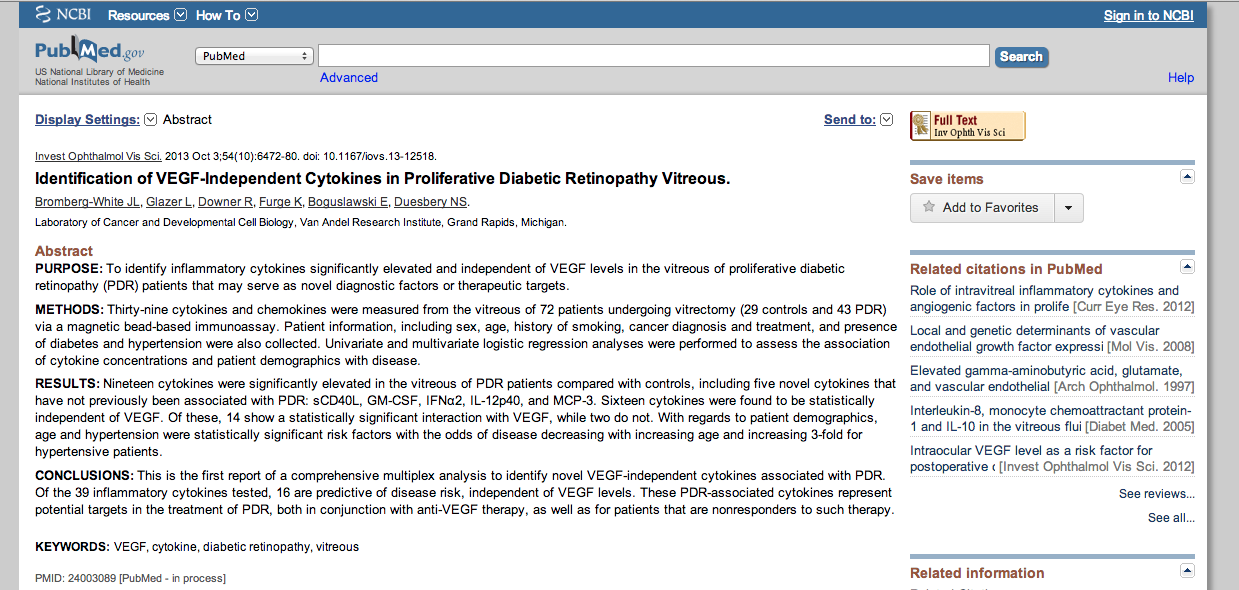 NCBI Resources How To Sign in to NCBI
PubMed.gov
US National Library of Medicine
National Institutes of Health
PubMed
Search
Advanced
Help
Display Settings: Abstract
Send to:
Invest Ophthalmol Vis Sci. 2013 Oct 3;54(10):6472-80. doi: 10.1167/iovs.13-12518.
Identification of VEGF-Independent Cytokines in Proliferative Diabetic Retinopathy Vitreous.
Bromberg-White JL, Glazer L, Downer R, Furge K, Boguslawski E, Duesbery NS.
Laboratory of Cancer and Developmental Cell Biology, Van Andel Research Institute, Grand Rapids, Michigan.
Abstract
PURPOSE: To identify inflammatory cytokines significantly elevated and independent of VEGF levels in the vitreous of proliferative diabetic
retinopathy (PDR) patients that may serve as novel diagnostic factors or therapeutic targets.
METHODS: Thirty-nine cytokines and chemokines were measured from the vitreous of 72 patients undergoing vitrectomy (29 controls and 43 PDR)
via a magnetic bead-based immunoassay. Patient information, including sex, age, history of smoking, cancer diagnosis and treatment, and presence
of diabetes and hypertension were also collected. Univariate and multivariate logistic regression analyses were performed to assess the association
of cytokine concentrations and patient demographics with disease.
RESULTS: Nineteen cytokines were significantly elevated in the vitreous of PDR patients compared with controls, including five novel cytokines that
have not previously been associated with PDR: sCD40L, GM-CSF, IFNα2, IL-12p40, and MCP-3. Sixteen cytokines were found to be statistically
independent of VEGF. Of these, 14 show a statistically significant interaction with VEGF, while two do not. With regards to patient demographics,
age and hypertension were statistically significant risk factors with the odds of disease decreasing with increasing age and increasing 3-fold for
hypertensive patients.
CONCLUSIONS: This is the first report of a comprehensive multiplex analysis to identify novel VEGF-independent cytokines associated with PDR.
Of the 39 inflammatory cytokines tested, 16 are predictive of disease risk, independent of VEGF levels. These PDR-associated cytokines represent
potential targets in the treatment of PDR, both in conjunction with anti-VEGF therapy, as well as for patients that are nonresponders to such therapy.
KEYWORDS: VEGF, cytokine, diabetic retinopathy, vitreous
PMID: 24003089 [PubMed - in process]
Full Text
Inv Ophth Vis Sci
Save items
Add to Favorites
Related citations in PubMed
Role of intravitreal inflammatory cytokines and
angiogenic factors in prolife [Curr Eye Res. 2012]
Local and genetic determinants of vascular
endothelial growth factor expressi [Mol Vis. 2008]
Elevated gamma-aminobutyric acid, glutamate,
and vascular endothelial [Arch Ophthalmol. 1997]
Interleukin-8, monocyte chemoattractant protein-
1 and IL-10 in the vitreous flui [Diabet Med. 2005]
Intraocular VEGF level as a risk factor for
postoperative [Invest Ophthalmol Vis Sci. 2012]
See reviews...
See all...
Related information